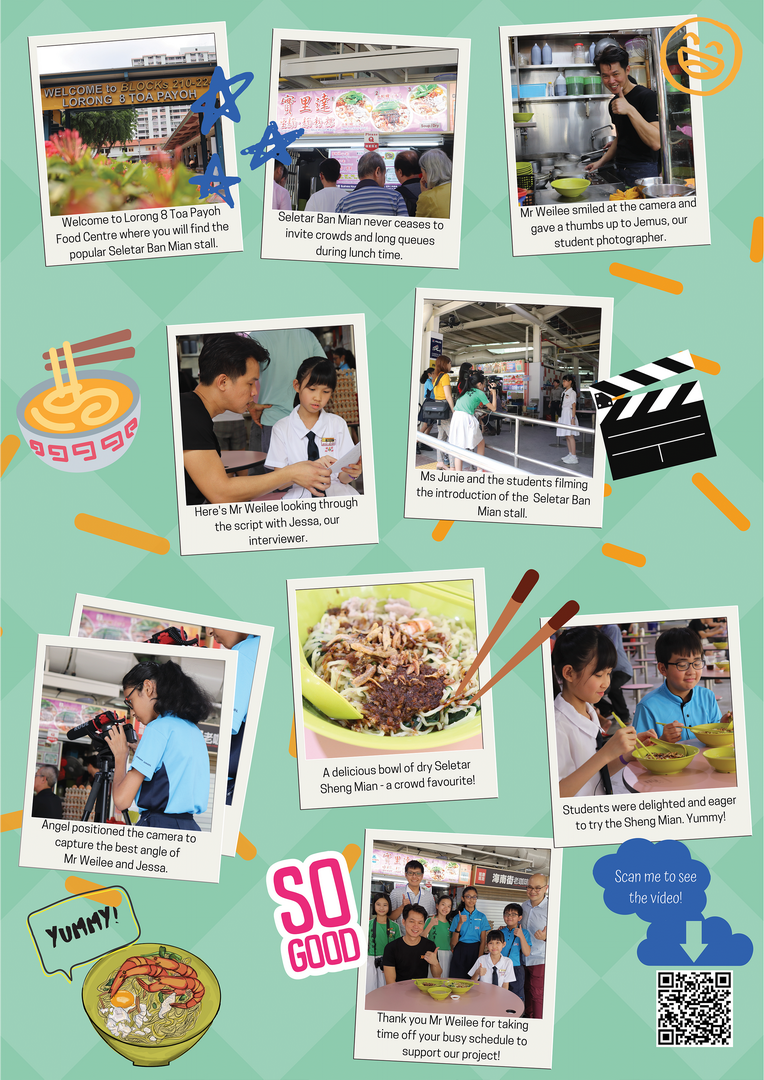 WELCOME to BLOCKs 210-22
LORONG 8 TOA PAYOH
Welcome to Lorong 8 Toa Payoh
Food Centre where you will find the
popular Seletar Ban Mian stall.
實里達
Seletar Ban Mian never ceases to
invite crowds and long queues
during lunch time.
Mr Weilee smiled at the camera and
gave a thumbs up to Jemus, our
student photographer.
Here's Mr Weilee looking through
the script with Jessa, our
interviewer.
Ms Junie and the students filming
the introduction of the Seletar Ban
Mian stall.
Angel positioned the camera to
capture the best angle of
Mr Weilee and Jessa.
A delicious bowl of dry Seletar
Sheng Mian - a crowd favourite!
Students were delighted and eager
to try the Sheng Mian. Yummy!
YUMMY!
SO
GOOD
海南街
Thank you Mr Weilee for taking
time off your busy schedule to
support our project!
Scan me to see
the video!